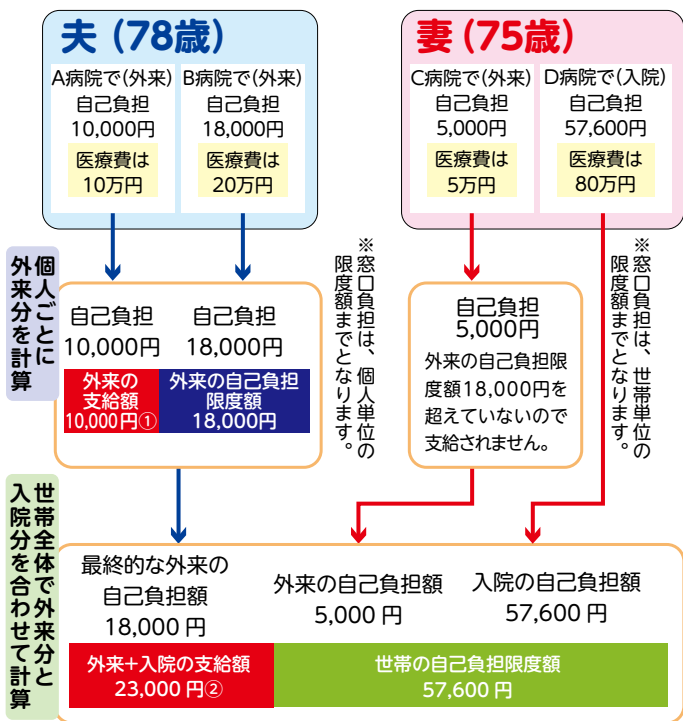 夫(78歳)
A病院で(外来)
自己負担
10,000円
医療費は
10万円
B病院で(外来)
自己負担
18,000円
医療費は
20万円
妻(75歳)
C病院で(外来)
自己負担
5,000円
医療費は
5万円
D病院で(入院)
自己負担
57,600円
医療費は
80万円
個人ごとに
外来分を計算
自己負担
10,000円
自己負担
18,000円
外来の
支給額
10,000円①
外来の自己負担
限度額
18,000円
※窓口負担は、個人単位の
限度額までとなります。
自己負担
5,000円
外来の自己負担限
度額18,000円を
超えていないので
支給されません。
※窓口負担は、世帯単位の
限度額までとなります。
世帯全体で外来分と
入院分を合わせて計算
最終的な外来の
自己負担額
18,000円
外来の自己負担額
5,000円
入院の自己負担額
57,600円
外来+入院の支給額
23,000円②
世帯の自己負担限度額
57,600円